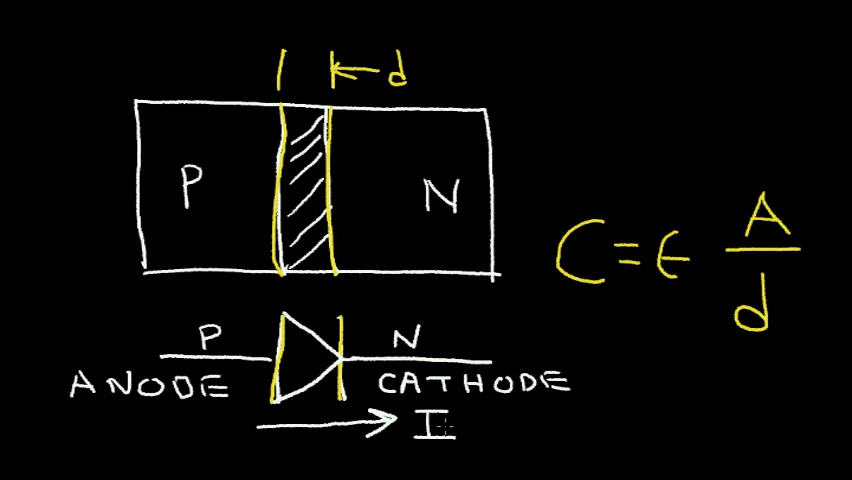 d
P
N
C = ϵ A / d
P
N
ANODE
CATHODE
I